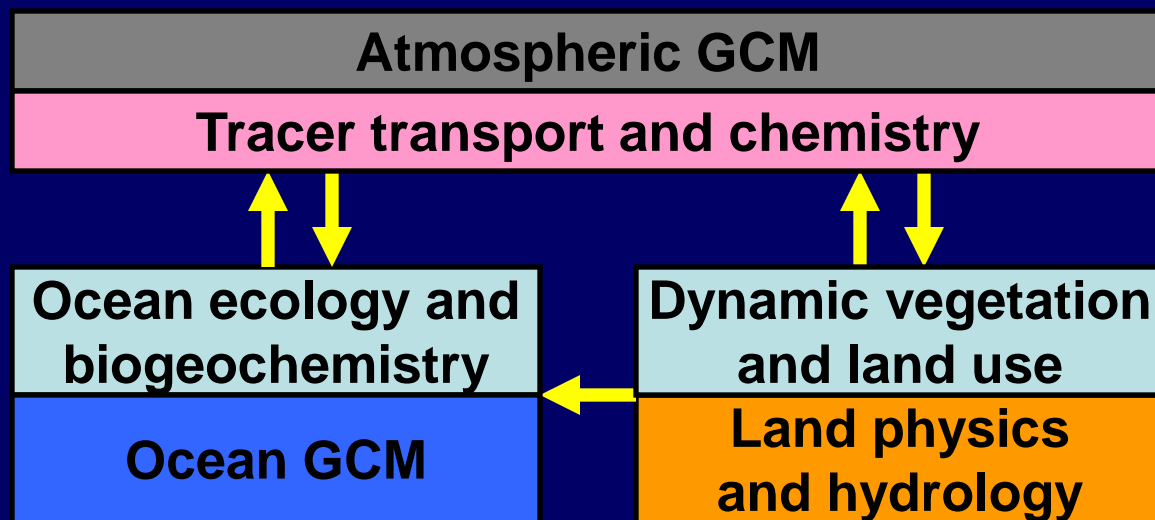 Atmospheric GCM
Tracer transport and chemistry
Ocean ecology and
biogeochemistry
Ocean GCM
Dynamic vegetation
and land use
Land physics
and hydrology